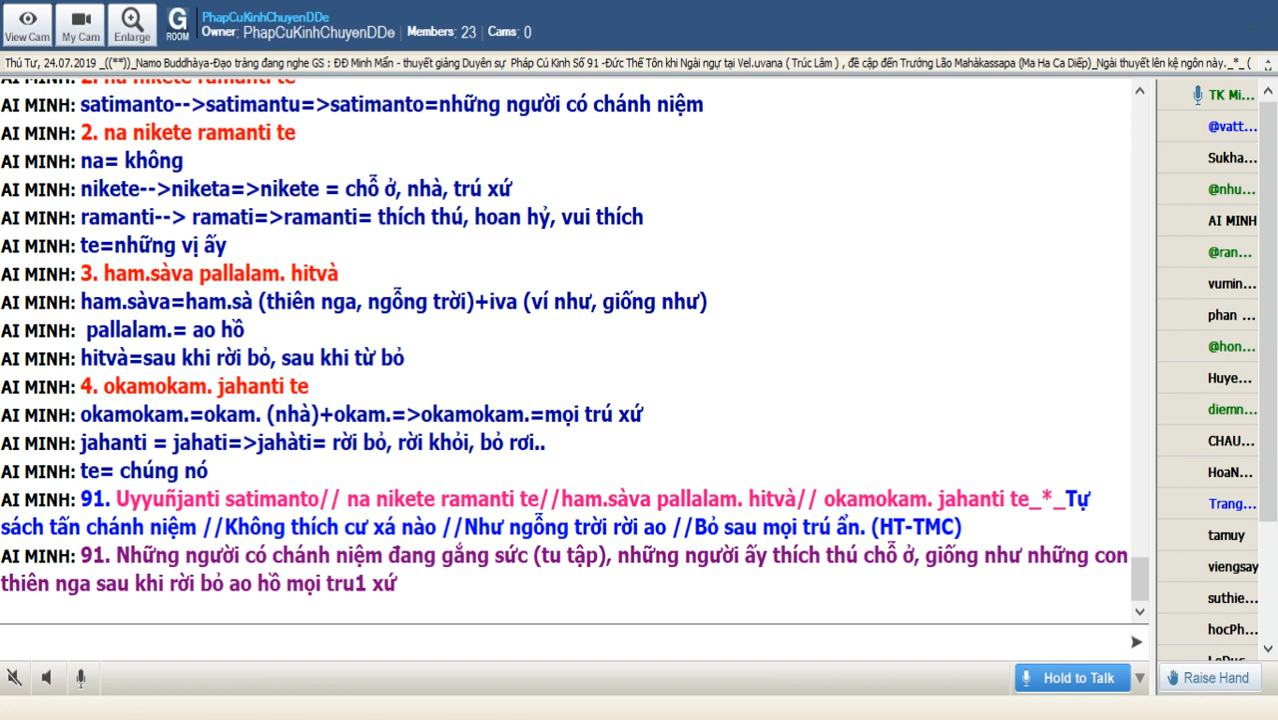 PhapCuKinhChuyenDDe
Owner: PhapCuKinhChuyenDDe Members: 23 Cams: 0
View Cam
My Cam
Enlarge
G
ROOM
Thứ Tư, 24.07.2019 _((**))_Namo Buddhàya-Đạo tràng đang nghe GS : ĐĐ Minh Mẫn - thuyết giảng Duyên sự Pháp Cú Kinh Số 91 -Đức Thế Tôn khi Ngài ngự tại Vel.uvana ( Trúc Lâm ) , đề cập đến Trưởng Lão Mahàkassapa (Ma Ha Ca Diếp)_Ngài thuyết lên kệ ngôn này._*_ (
2. na nikete ramanti te
AI MINH: satimanto-->satimantu=>satimanto=những người có chánh niệm
AI MINH: 2. na nikete ramanti te
AI MINH: na= không
AI MINH: nikete-->niketa=>nikete = chỗ ở, nhà, trú xứ
AI MINH: ramanti--> ramati=>ramanti= thích thú, hoan hỷ, vui thích
AI MINH: te=những vị ấy
AI MINH: 3. ham.sàva pallalam. hitvà
AI MINH: ham.sàva=ham.sà (thiên nga, ngỗng trời)+iva (ví như, giống như)
AI MINH: pallalam.= ao hồ
AI MINH: hitvà=sau khi rời bỏ, sau khi từ bỏ
AI MINH: 4. okamokam. jahanti te
AI MINH: okamokam.=okam. (nhà)+okam.=>okamokam.=mọi trú xứ
AI MINH: jahanti = jahati=>jahàti= rời bỏ, rời khỏi, bỏ rơi..
AI MINH: te= chúng nó
AI MINH: 91. Uyyuñjanti satimanto// na nikete ramanti te//ham.sàva pallalam. hitvà// okamokam. jahanti te_*_Tự
sách tấn chánh niệm //Không thích cư xá nào //Như ngỗng trời rời ao //Bỏ sau mọi trú ẩn. (HT-TMC)
AI MINH: 91. Những người có chánh niệm đang gắng sức (tu tập), những người ấy thích thú chỗ ở, giống như những con
thiên nga sau khi rời bỏ ao hồ mọi tru1 xứ
TK Mi...
@vatt...
Sukha...
@nhu...
AI MINH
@ran...
vumin...
phan ...
@hon...
Huye...
diemn...
CHAU...
HoaN...
Trang...
tamuy
viengsay
suthie...
hocPh...
LeDuc...
Hold to Talk
Raise Hand